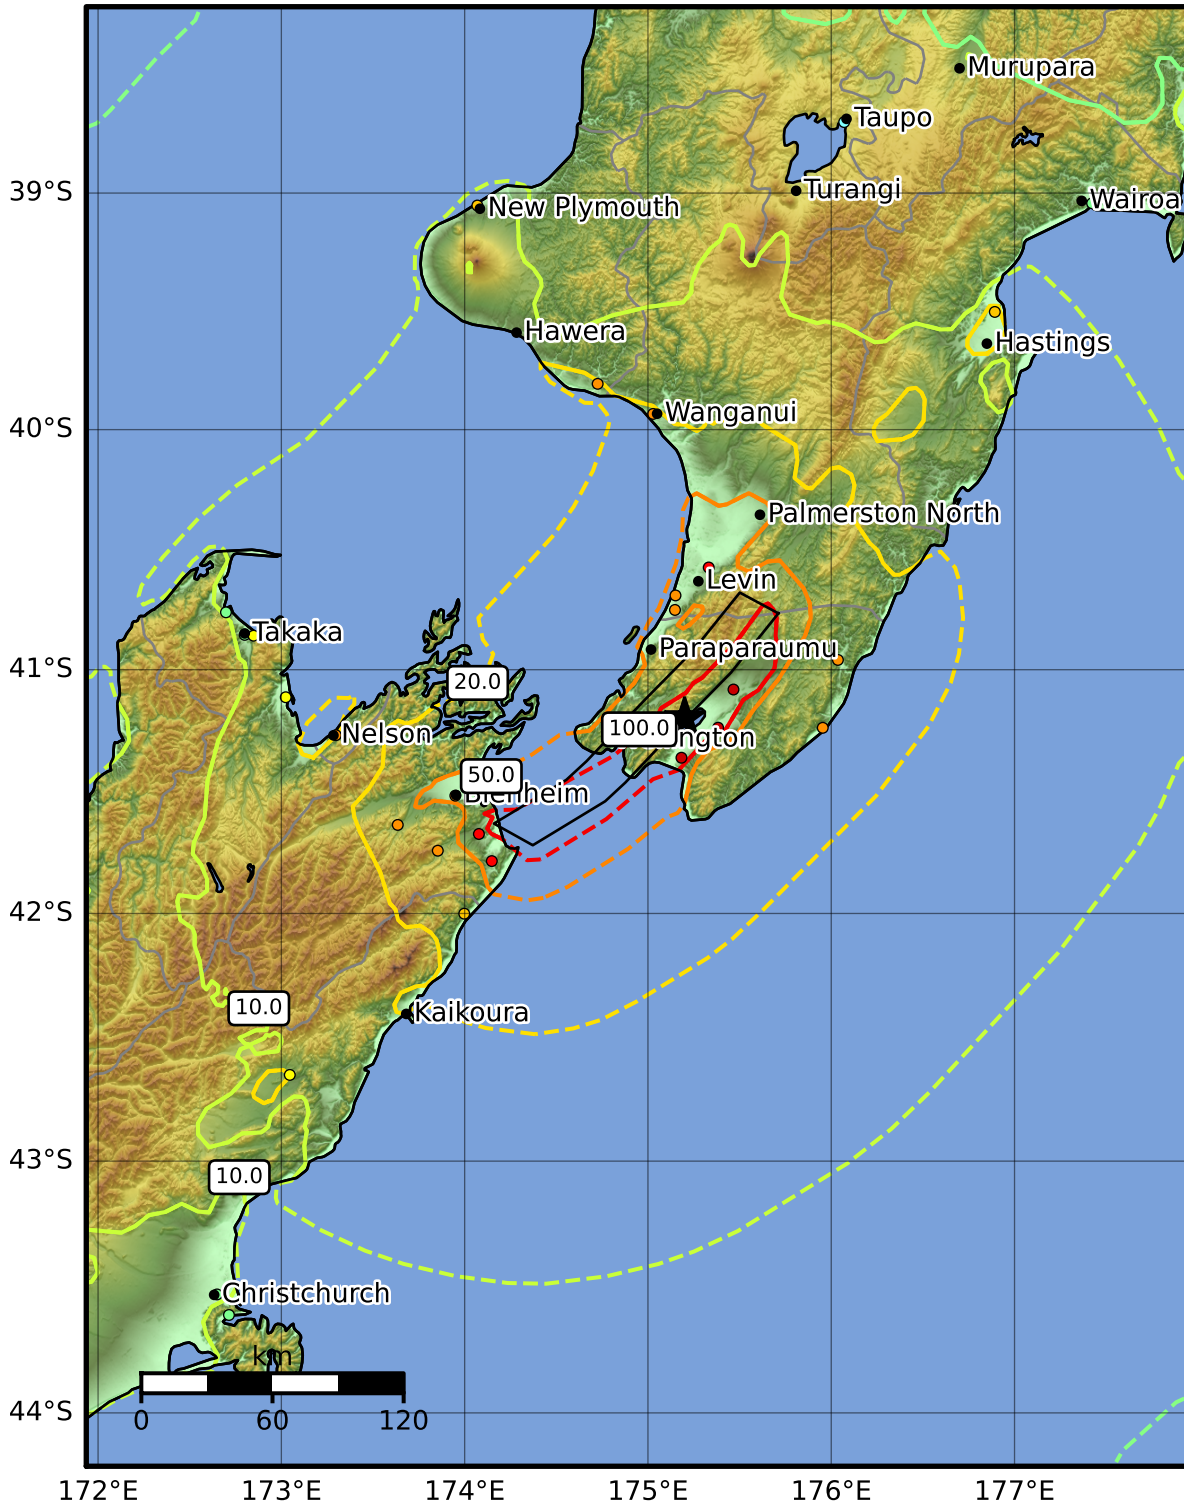 Murupara
Taupo
39°S
Turangi
Wairoa
New Plymouth
Hawera
Hastings
40°S
Wanganui
Palmerston North
Levin
Takaka
Paraparaumu
41°S
20.0
100.0
Nelson
ngton
50.0
Blenheim
42°S
10.0
Kaikoura
43°S
10.0
Christchurch
km
0 60 120
44°S
172°E 173°E 174°E 175°E 176°E 177°E